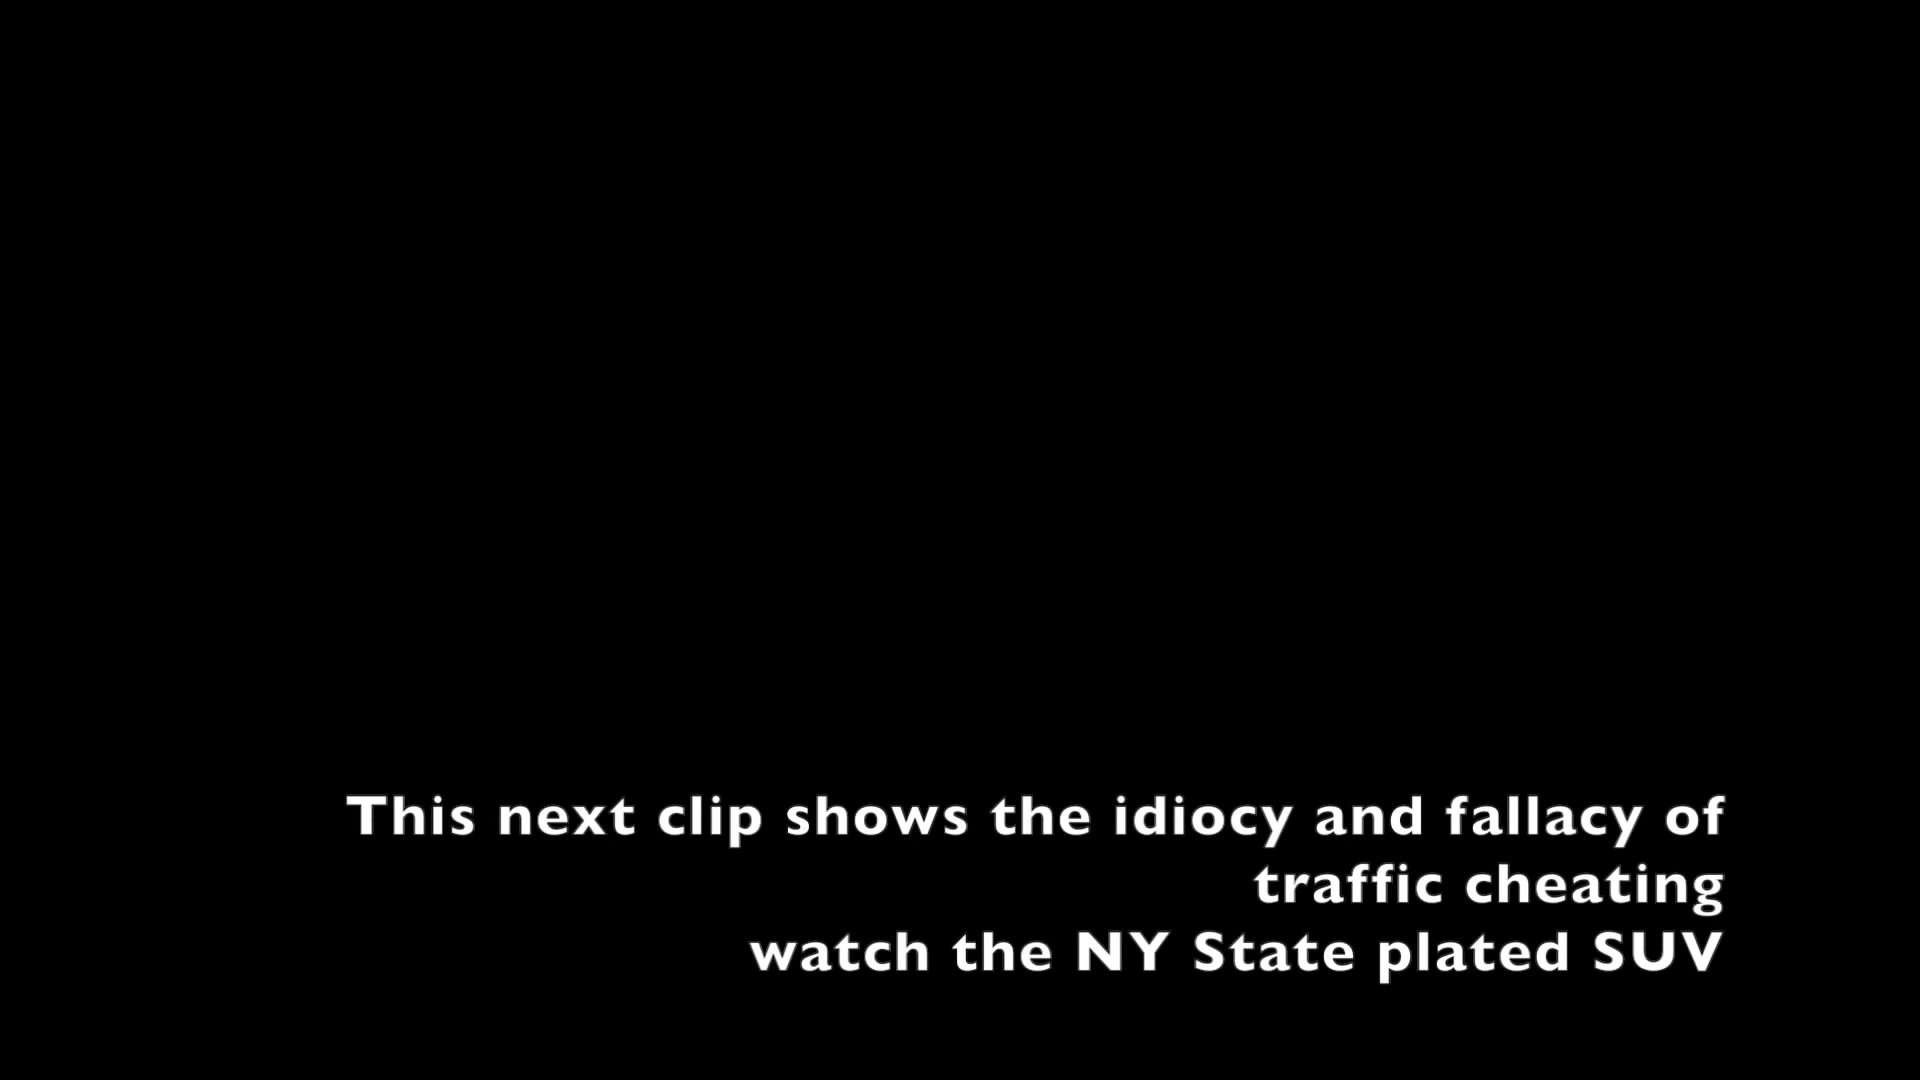 This next clip shows the idiocy and fallacy of
traffic cheating
watch the NY State plated SUV